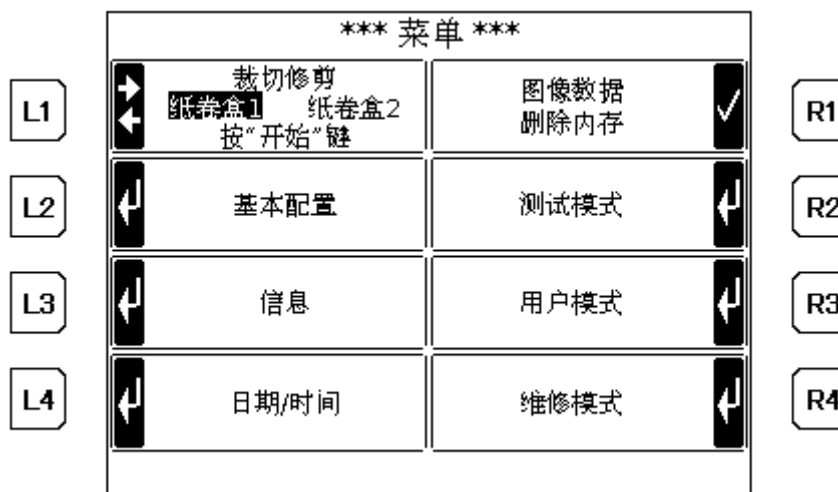 *** 菜单 ***
L1
裁切修剪
纸卷盒1 纸卷盒2
按“开始”键
图像数据
删除内存
R1
L2
基本配置
测试模式
R2
L3
信息
用户模式
R3
L4
日期/时间
维修模式
R4